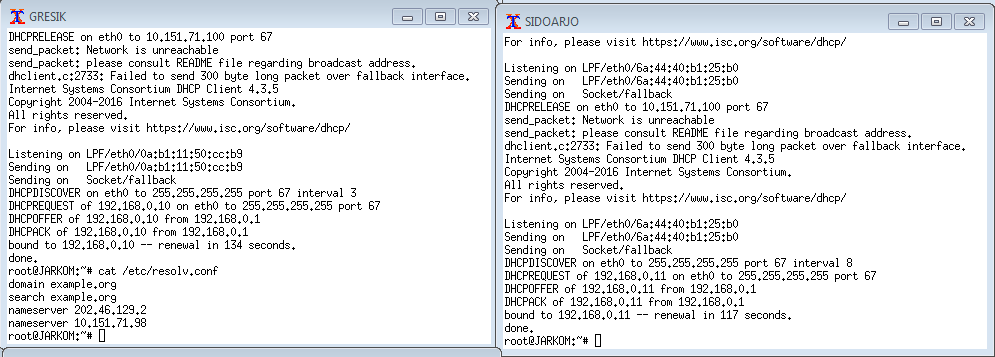 GRESIK
DHCPRELEASE on eth0 to 10.151.71.100 port 67
send_packet: Network is unreachable
send_packet: please consult README file regarding broadcast address.
dhclient.c:2733: Failed to send 300 byte long packet over fallback interface.
Internet Systems Consortium DHCP Client 4.3.5
Copyright 2004-2016 Internet Systems Consortium.
All rights reserved.
For info, please visit https://www.isc.org/software/dhcp/

Listening on LPF/eth0/0a:b1:11:50:cc:b9
Sending on   LPF/eth0/0a:b1:11:50:cc:b9
Sending on   Socket/fallback
DHCPDISCOVER on eth0 to 255.255.255.255 port 67 interval 3
DHCPREQUEST of 192.168.0.10 on eth0 to 255.255.255.255 port 67
DHCPOFFER of 192.168.0.10 from 192.168.0.1
DHCPACK of 192.168.0.10 from 192.168.0.1
bound to 192.168.0.10 -- renewal in 134 seconds.
done.
root@JARKOM:~# cat /etc/resolv.conf
domain example.org
search example.org
nameserver 202.46.129.2
nameserver 10.151.71.98
root@JARKOM:~#
SIDOARJO
For info, please visit https://www.isc.org/software/dhcp/

Listening on LPF/eth0/6a:44:40:b1:25:b0
Sending on   LPF/eth0/6a:44:40:b1:25:b0
Sending on   Socket/fallback
DHCPRELEASE on eth0 to 10.151.71.100 port 67
send_packet: Network is unreachable
send_packet: please consult README file regarding broadcast address.
dhclient.c:2733: Failed to send 300 byte long packet over fallback interface.
Internet Systems Consortium DHCP Client 4.3.5
Copyright 2004-2016 Internet Systems Consortium.
All rights reserved.
For info, please visit https://www.isc.org/software/dhcp/

Listening on LPF/eth0/6a:44:40:b1:25:b0
Sending on   LPF/eth0/6a:44:40:b1:25:b0
Sending on   Socket/fallback
DHCPDISCOVER on eth0 to 255.255.255.255 port 67 interval 8
DHCPREQUEST of 192.168.0.11 on eth0 to 255.255.255.255 port 67
DHCPOFFER of 192.168.0.11 from 192.168.0.1
DHCPACK of 192.168.0.11 from 192.168.0.1
bound to 192.168.0.11 -- renewal in 117 seconds.
done.
root@JARKOM:~#